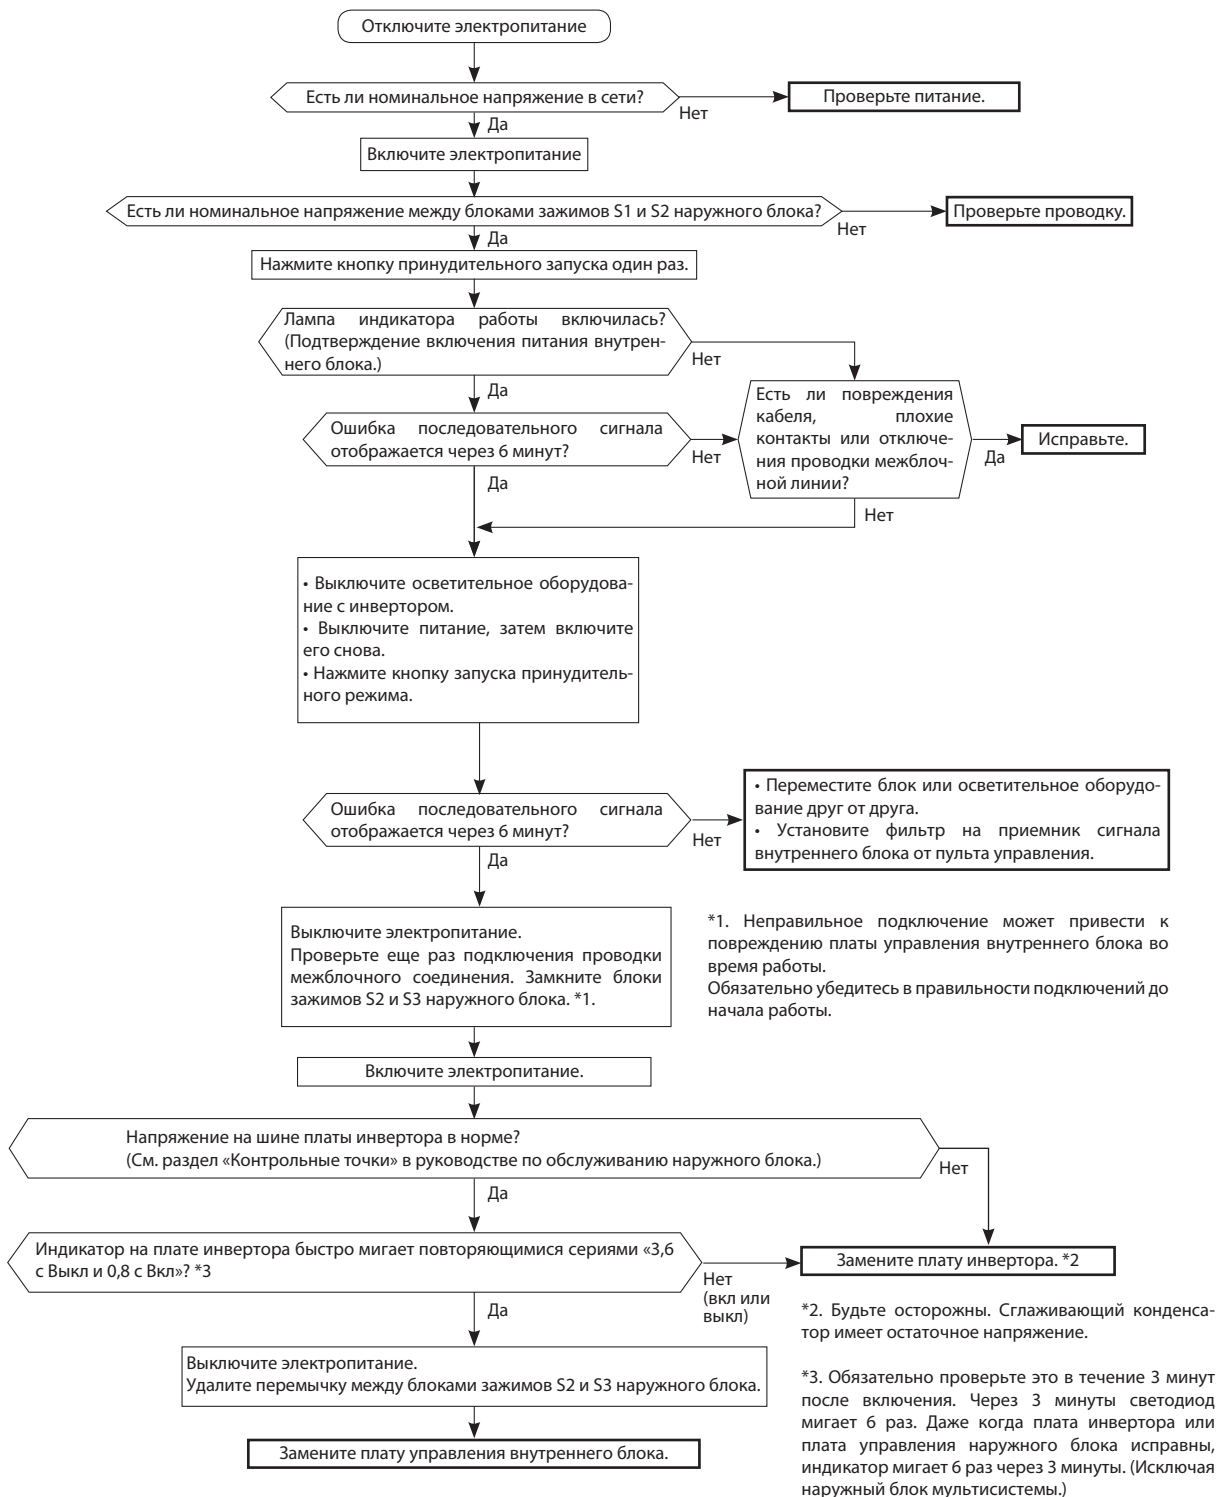 Отключите электропитание
Есть ли номинальное напряжение в сети?
Нет
Проверьте питание.
Да
Включите электропитание
Есть ли номинальное напряжение между блоками зажимов S1 и S2 наружного блока?
Нет
Проверьте проводку.
Да
Нажмите кнопку принудительного запуска один раз.
Лампа индикатора работы включилась?
(Подтверждение включения питания внутрен-
него блока.)
Нет
Да
Ошибка последовательного сигнала
отображается через 6 минут?
Нет
Есть ли повреждения
кабеля, плохие
контакты или отключе-
ния проводки межблоч-
ной линии?
Да
Исправьте.
Да
Нет
• Выключите осветительное оборудова-
ние с инвертором.
• Выключите питание, затем включите
его снова.
• Нажмите кнопку запуска принудитель-
ного режима.
Ошибка последовательного сигнала
отображается через 6 минут?
Нет
• Переместите блок или осветительное оборудо-
вание друг от друга.
• Установите фильтр на приемник сигнала
внутреннего блока от пульта управления.
Да
Выключите электропитание.
Проверьте еще раз подключения проводки
межблочного соединения. Замкните блоки
зажимов S2 и S3 наружного блока. *1.
*1. Неправильное подключение может привести к
повреждению платы управления внутреннего блока во
время работы.
Обязательно убедитесь в правильности подключений до
начала работы.
Включите электропитание.
Напряжение на шине платы инвертора в норме?
(См. раздел «Контрольные точки» в руководстве по обслуживанию наружного блока.)
Нет
Да
Индикатор на плате инвертора быстро мигает повторяющимися сериями «3,6
с Выкл и 0,8 с Вкл»? *3
Нет
(вкл или
выкл)
Замените плату инвертора. *2
Да
*2. Будьте осторожны. Сглаживающий конденса-
тор имеет остаточное напряжение.
Выключите электропитание.
Удалите перемычку между блоками зажимов S2 и S3 наружного блока.
Замените плату управления внутреннего блока.
*3. Обязательно проверьте это в течение 3 минут
после включения. Через 3 минуты светодиод
мигает 6 раз. Даже когда плата инвертора или
плата управления наружного блока исправны,
индикатор мигает 6 раз через 3 минуты. (Исключая
наружный блок мультисистемы.)